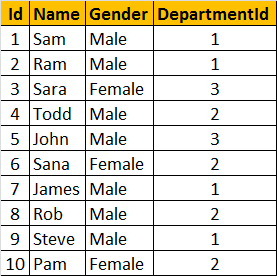 Id Name Gender DepartmentId
1 Sam Male 1
2 Ram Male 1
3 Sara Female 3
4 Todd Male 2
5 John Male 3
6 Sana Female 2
7 James Male 1
8 Rob Male 2
9 Steve Male 1
10 Pam Female 2